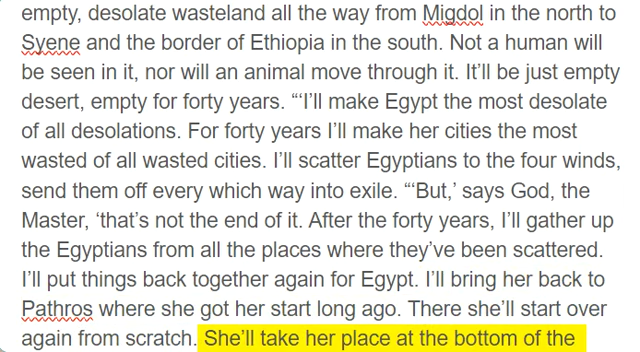 empty, desolate wasteland all the way from Migdol in the north to
Syene and the border of Ethiopia in the south. Not a human will
be seen in it, nor will an animal move through it. It’ll be just empty
desert, empty for forty years. “‘I’ll make Egypt the most desolate
of all desolations. For forty years I’ll make her cities the most
wasted of all wasted cities. I’ll scatter Egyptians to the four winds,
send them off every which way into exile. “‘But,’ says God, the
Master, ‘that’s not the end of it. After the forty years, I’ll gather up
the Egyptians from all the places where they’ve been scattered.
I’ll put things back together again for Egypt. I’ll bring her back to
Pathros where she got her start long ago. There she’ll start over
again from scratch. She’ll take her place at the bottom of the